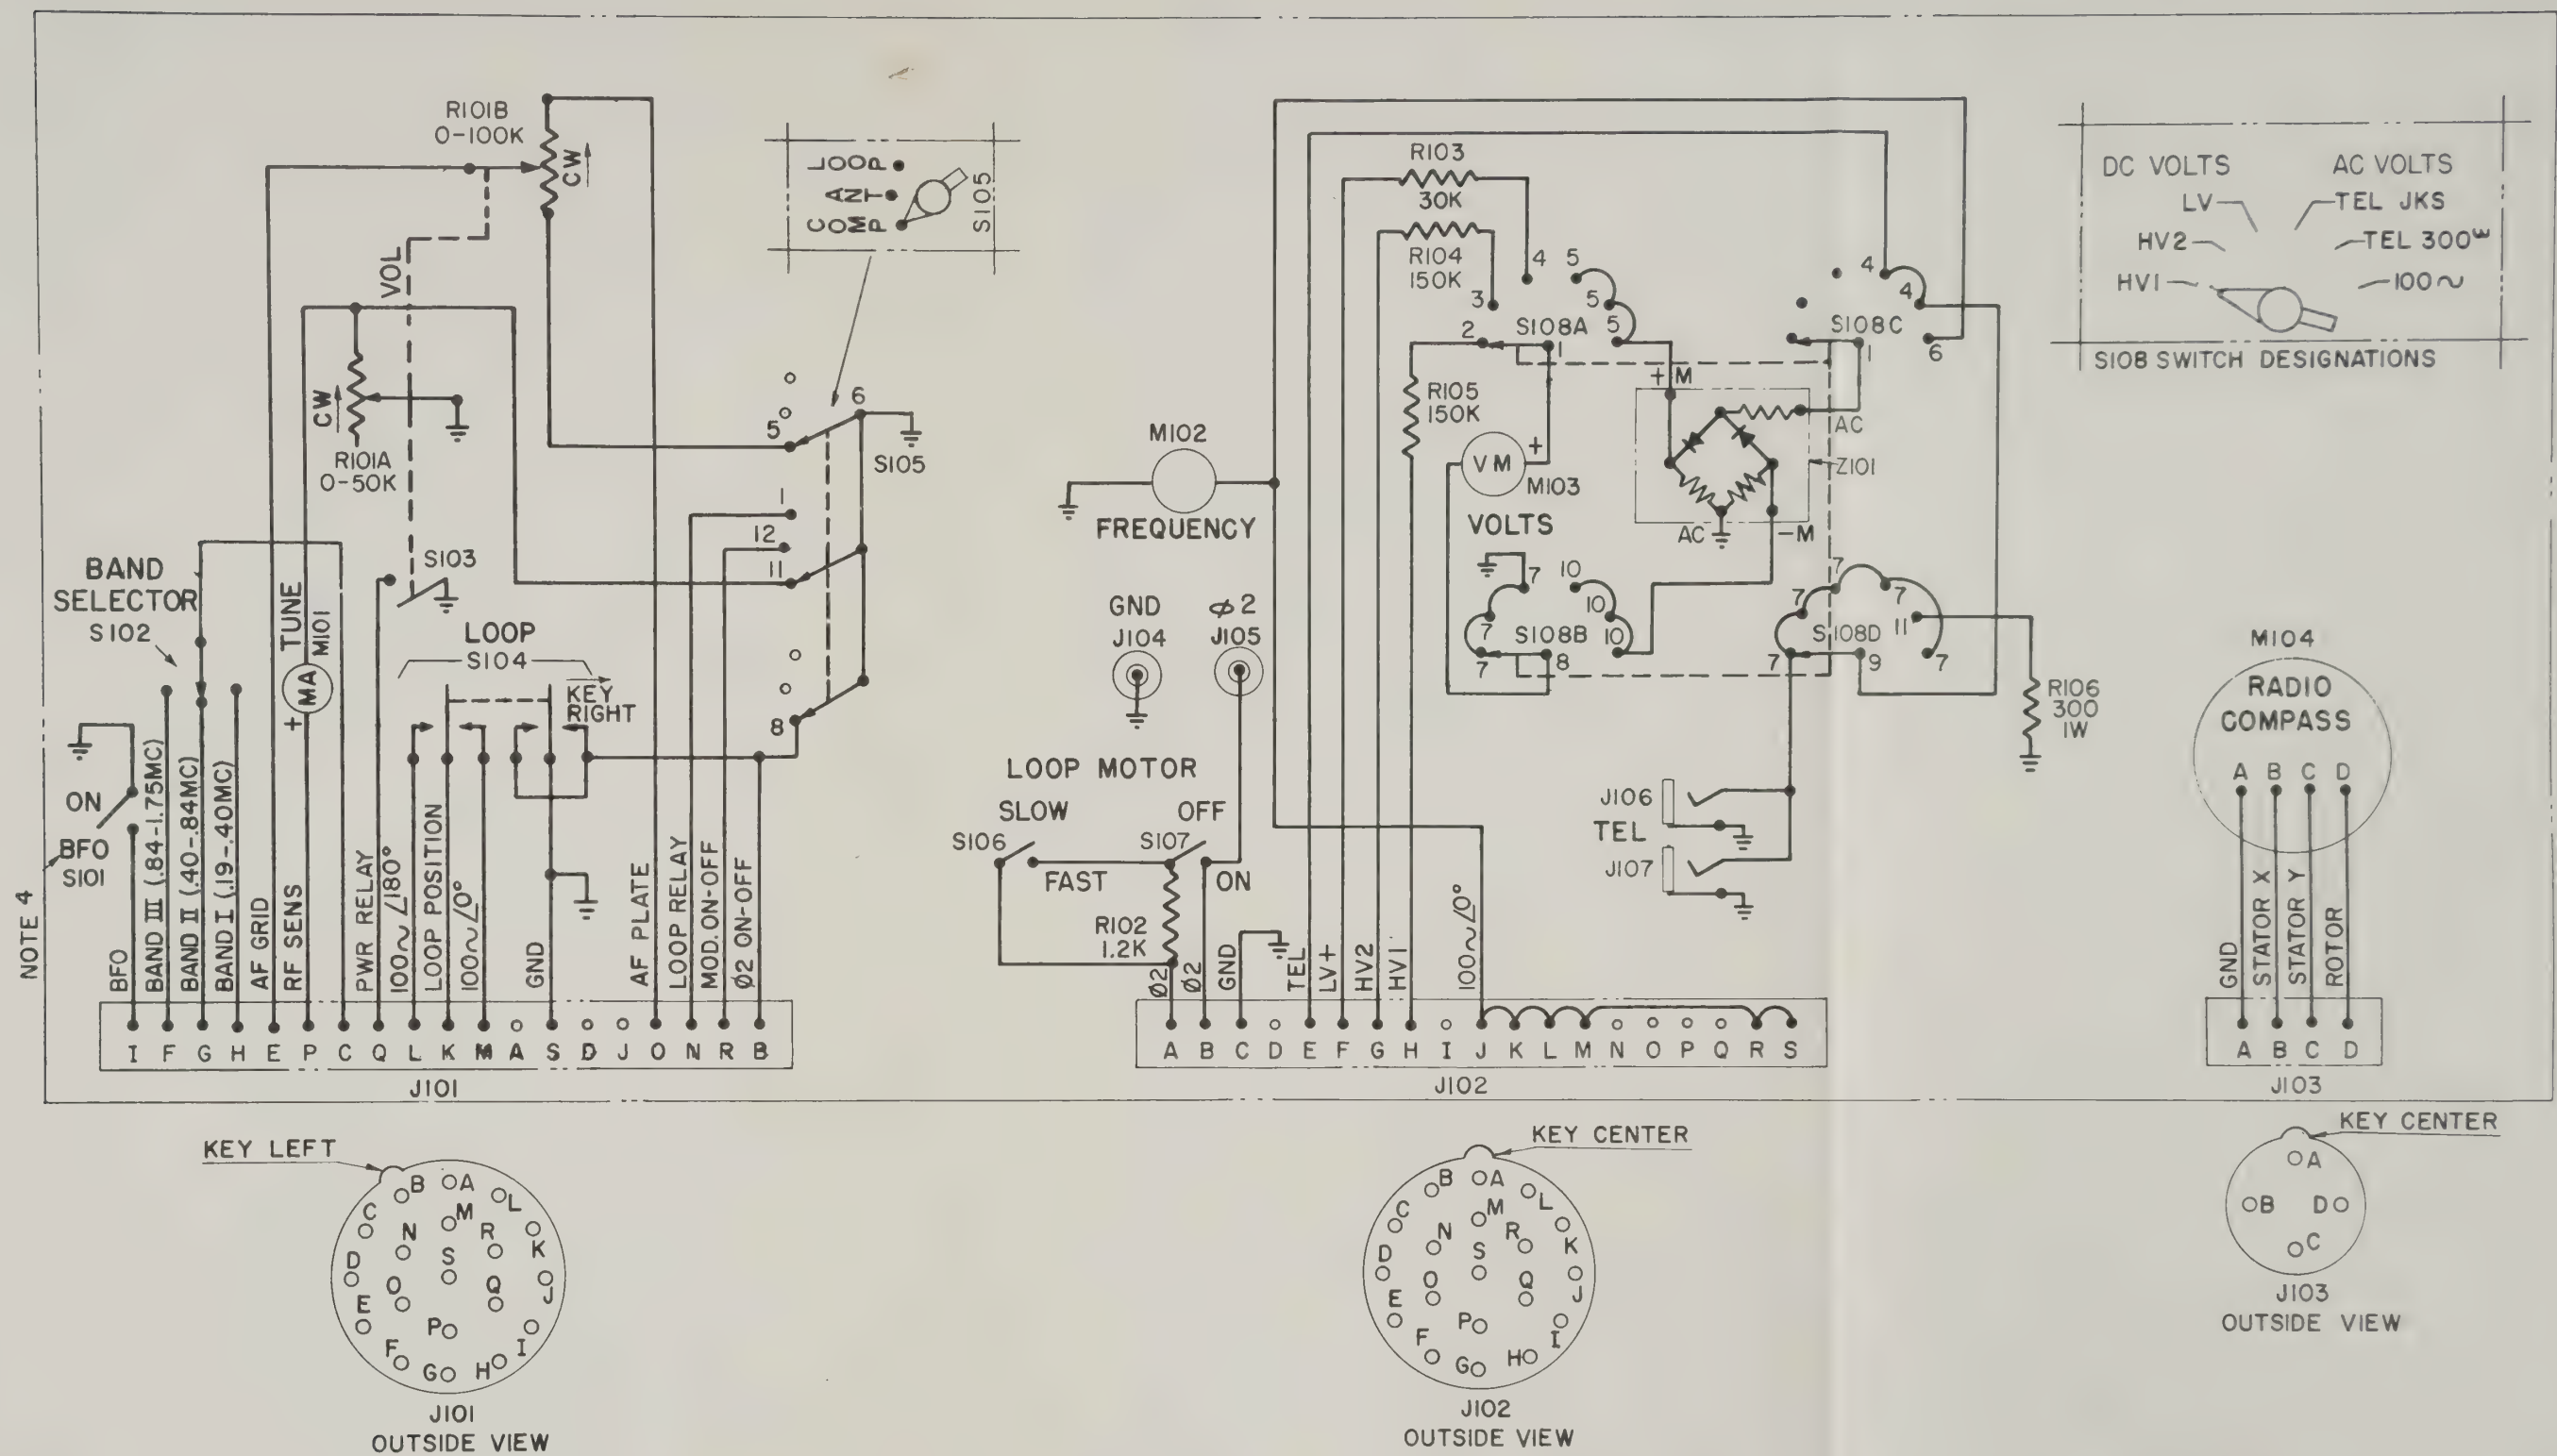 R101B
0-100K
CW
VOL
CW
R101A
0-50K
LOOP
ANT
COMP
S105
6
5
S105
1
12
11
8
BAND
SELECTOR
S102
TUNE
M101
MA
+
S103
LOOP
S104
KEY
RIGHT
ON
BFO
S101
NOTE 4
BFO
BAND III (.84-1.75MC)
BAND II (.40-.84MC)
BAND I (.19-.40MC)
AF GRID
RF SENS
PWR RELAY
100~ ∠180°
LOOP POSITION
100~ ∠0°
GND
AF PLATE
LOOP RELAY
MOD. ON-OFF
Ø2 ON-OFF
I F G H E P C Q L K M A S D J O N R B
J101
R103
30K
R104
150K
4 5
3 5
2 S108A 5
1
R105
150K
M102
FREQUENCY
VM
+
M103
VOLTS
+M
AC
Z101
AC
-M
4
4
S108C
1 6
7 10
10
7 S108B 10
7 8
7
7 7
S108D 11
7 9 7
R106
300
1W
GND
J104
Ø2
J105
LOOP MOTOR
SLOW OFF
S106 S107
FAST ON
R102
1.2K
J106
TEL
J107
Ø2
Ø2
GND
TEL
LV+
HV2
HV1
100~ ∠0°
A B C D E F G H I J K L M N O P Q R S
J102
DC VOLTS AC VOLTS
LV TEL JKS
HV2 TEL 300ω
HV1 100~
S108 SWITCH DESIGNATIONS
M104
RADIO
COMPASS
A B C D
GND
STATOR X
STATOR Y
ROTOR
A B C D
J103
KEY LEFT
B A L
C N M R K
D S
O Q J
E P I
F G H
J101
OUTSIDE VIEW
KEY CENTER
B A L
C N M R K
D S
O Q J
E P I
F G H
J102
OUTSIDE VIEW
KEY CENTER
A
B D
C
J103
OUTSIDE VIEW